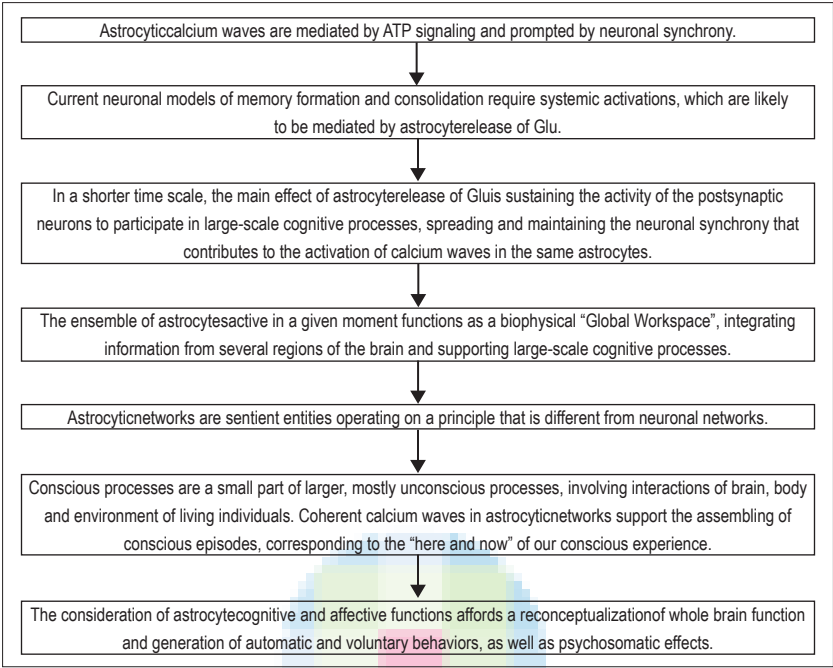 Astrocyticcalcium waves are mediated by ATP signaling and prompted by neuronal synchrony.
Current neuronal models of memory formation and consolidation require systemic activations, which are likely
to be mediated by astrocyterelease of Glu.
In a shorter time scale, the main effect of astrocyterelease of Gluis sustaining the activity of the postsynaptic
neurons to participate in large-scale cognitive processes, spreading and maintaining the neuronal synchrony that
contributes to the activation of calcium waves in the same astrocytes.
The ensemble of astrocytesactive in a given moment functions as a biophysical “Global Workspace”, integrating
information from several regions of the brain and supporting large-scale cognitive processes.
Astrocyticnetworks are sentient entities operating on a principle that is different from neuronal networks.
Conscious processes are a small part of larger, mostly unconscious processes, involving interactions of brain, body
and environment of living individuals. Coherent calcium waves in astrocyticnetworks support the assembling of
conscious episodes, corresponding to the “here and now” of our conscious experience.
The consideration of astrocytecognitive and affective functions affords a reconceptualizationof whole brain function
and generation of automatic and voluntary behaviors, as well as psychosomatic effects.